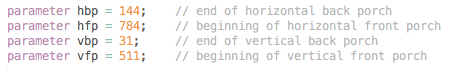 parameter hbp = 144;    // end of horizontal back porch
parameter hfp = 784;    // beginning of horizontal front porch
parameter vbp = 31;     // end of vertical back porch
parameter vfp = 511;    // beginning of vertical front porch